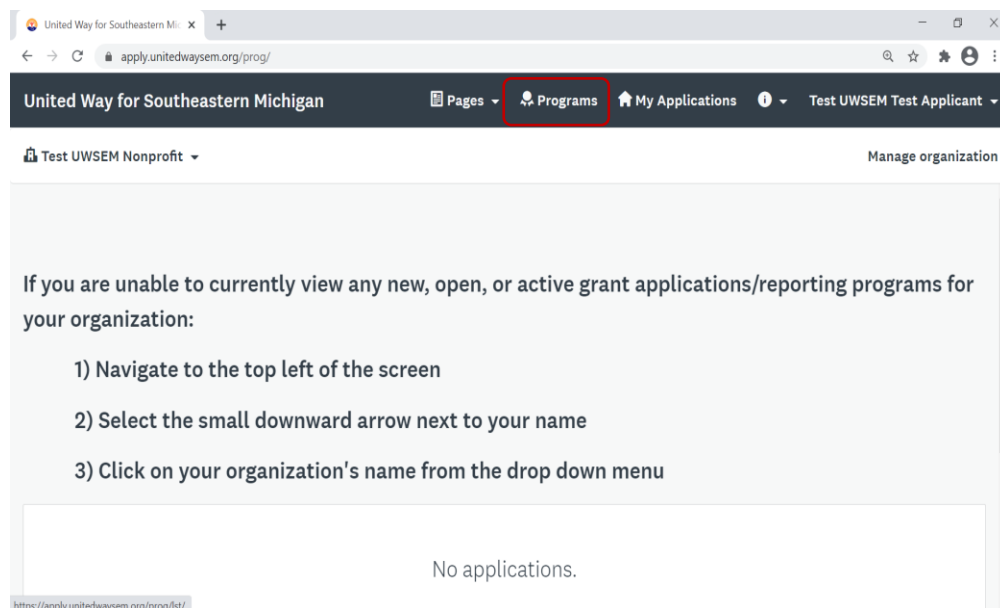 United Way for Southeastern Mic
apply.unitedwaysem.org/prog/
United Way for Southeastern Michigan Pages Programs My Applications Test UWSEM Test Applicant
Test UWSEM Nonprofit Manage organization
If you are unable to currently view any new, open, or active grant applications/reporting programs for
your organization:
1) Navigate to the top left of the screen
2) Select the small downward arrow next to your name
3) Click on your organization's name from the drop down menu
No applications.
https://apply.unitedwaysem.org/prog/lst/